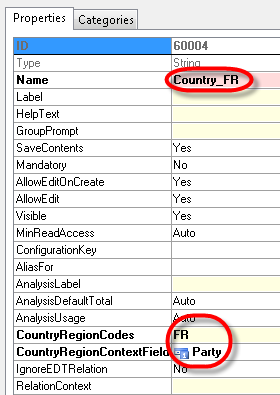 Properties Categories
ID 60004
Type String
Name Country_FR
Label
HelpText
GroupPrompt
SaveContents Yes
Mandatory No
AllowEditOnCreate Yes
AllowEdit Yes
Visible Yes
MinReadAccess Auto
ConfigurationKey
AliasFor
AnalysisLabel
AnalysisDefaultTotal Auto
AnalysisUsage Auto
CountryRegionCodes FR
CountryRegionContextField Party
IgnoreEDTRelation No
RelationContext